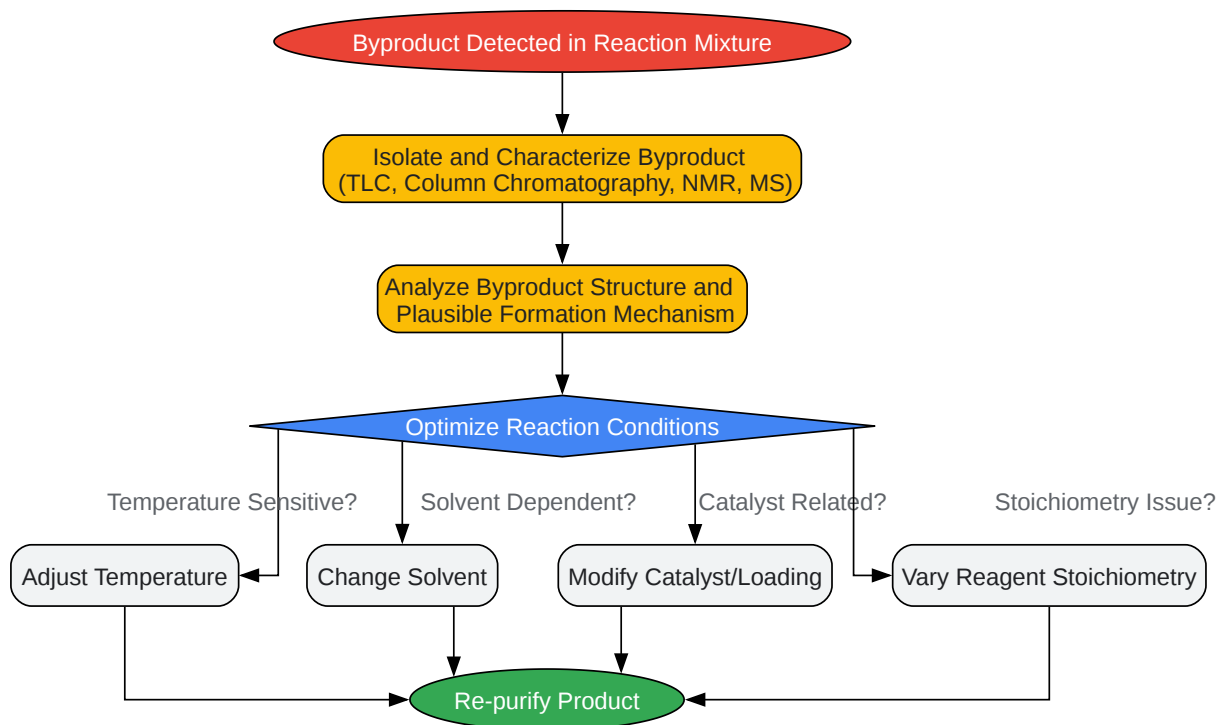 Byproduct Detected in Reaction Mixture
Isolate and Characterize Byproduct
(TLC, Column Chromatography, NMR, MS)
Analyze Byproduct Structure and
Plausible Formation Mechanism
Optimize Reaction Conditions
Temperature Sensitive?
Solvent Dependent?
Catalyst Related?
Stoichiometry Issue?
Adjust Temperature
Change Solvent
Modify Catalyst/Loading
Vary Reagent Stoichiometry
Re-purify Product